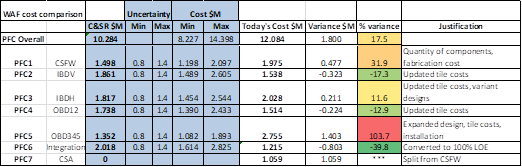 WAF cost comparison Uncertainty Cost $M
C&SR $M Min Max Min Max Today's Cost $M Variance $M % variance Justification
PFC Overall 10.284 8.227 14.398 12.084 1.800 17.5
PFC1 CSFW 1.498 0.8 1.4 1.198 2.097 1.975 0.477 31.9 Quantity of components, fabrication cost
PFC2 IBDV 1.861 0.8 1.4 1.489 2.605 1.538 -0.323 -17.3 Updated tile costs
PFC3 IBDH 1.817 0.8 1.4 1.454 2.544 2.028 0.211 11.6 Updated tile costs, variant designs
PFC4 OBD12 1.738 0.8 1.4 1.390 2.433 1.514 -0.224 -12.9 Updated tile costs
PFC5 OBD345 1.352 0.8 1.4 1.082 1.893 2.755 1.403 103.7 Expanded design, tile costs, installation
PFC6 Integration 2.018 0.8 1.4 1.614 2.825 1.215 -0.803 -39.8 Converted to 100% LOE
PFC7 CSA 0 1.059 1.059 *** Split from CSFW